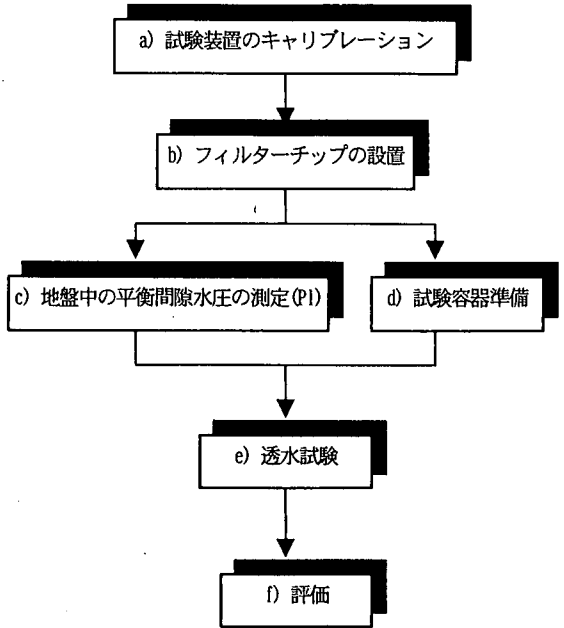 a) 試験装置のキャリブレーション
b) フィルターチップの設置
c) 地盤中の平衡間隙水圧の測定(P1)
d) 試験容器準備
e) 透水試験
f) 評価